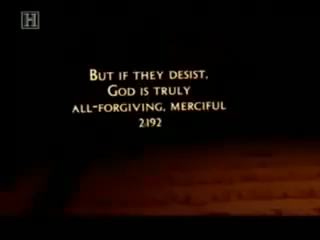 H
BUT IF THEY DESIST,
GOD IS TRULY
ALL-FORGIVING, MERCIFUL
2:192